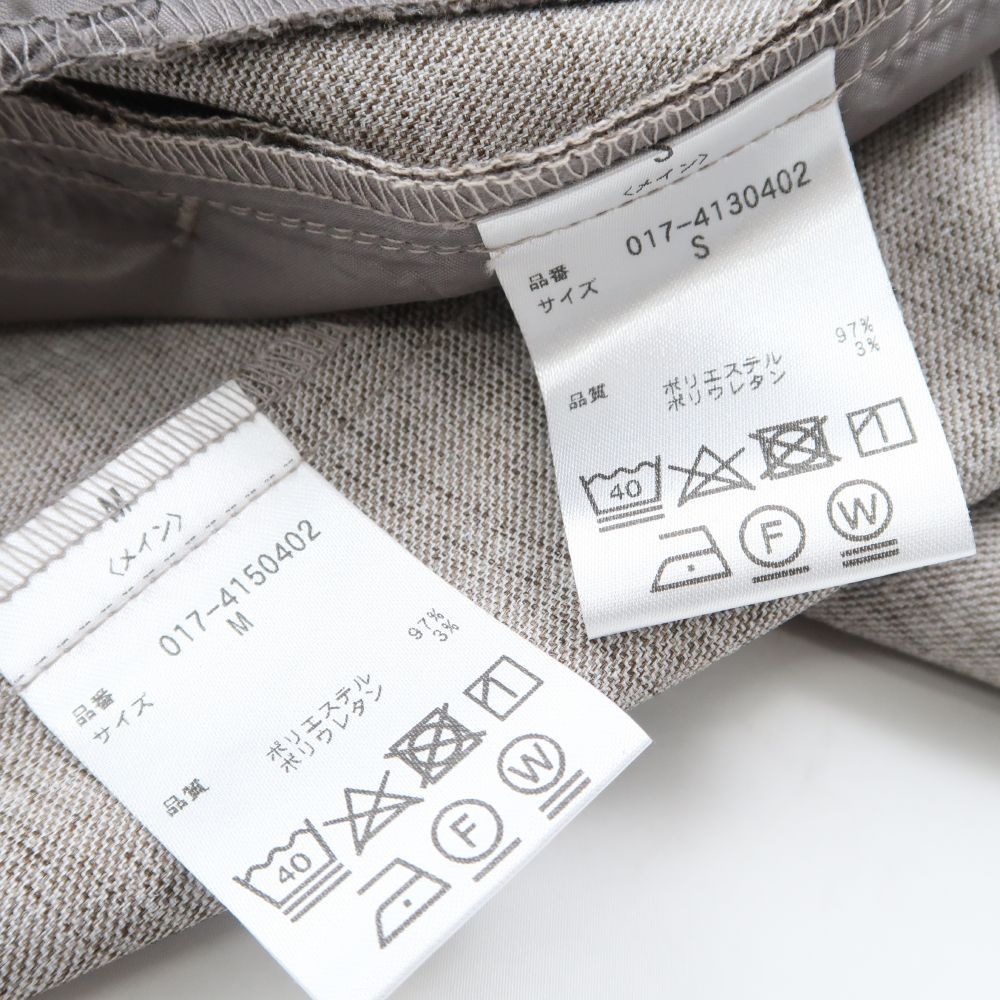 S
〈メイン〉
品番 017-4130402
サイズ S
品質 ポリエステル 97%
ポリウレタン 3%
40
F
W
M
〈メイン〉
品番 017-4150402
サイズ M
品質 ポリエステル 97%
ポリウレタン 3%
40
F
W